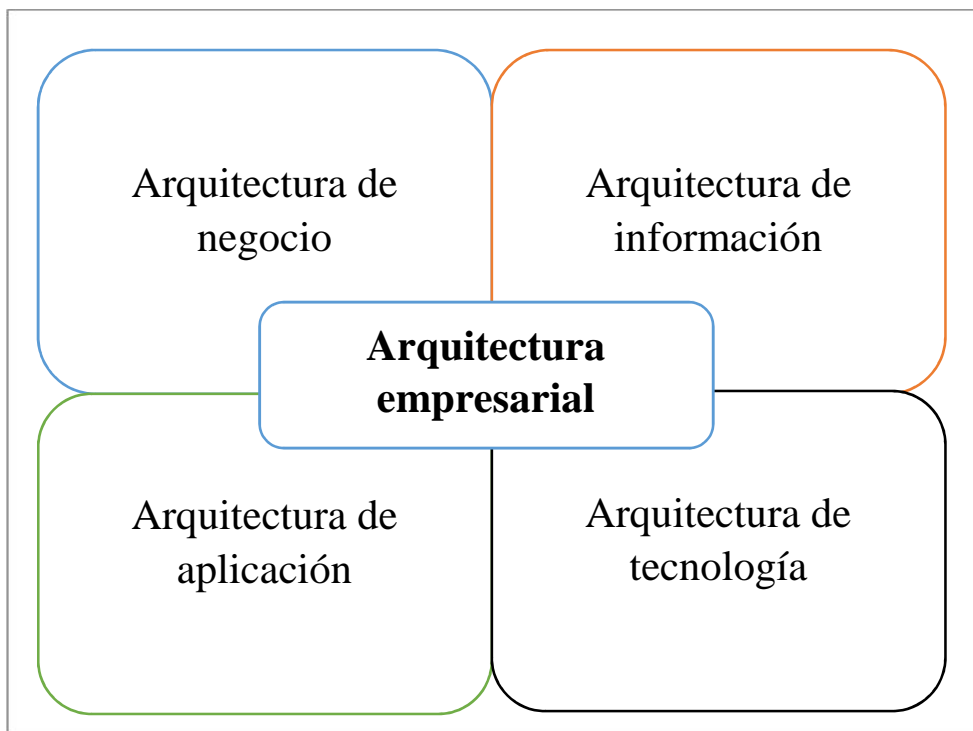 Arquitectura de
negocio
Arquitectura de
información
Arquitectura
empresarial
Arquitectura de
aplicación
Arquitectura de
tecnología